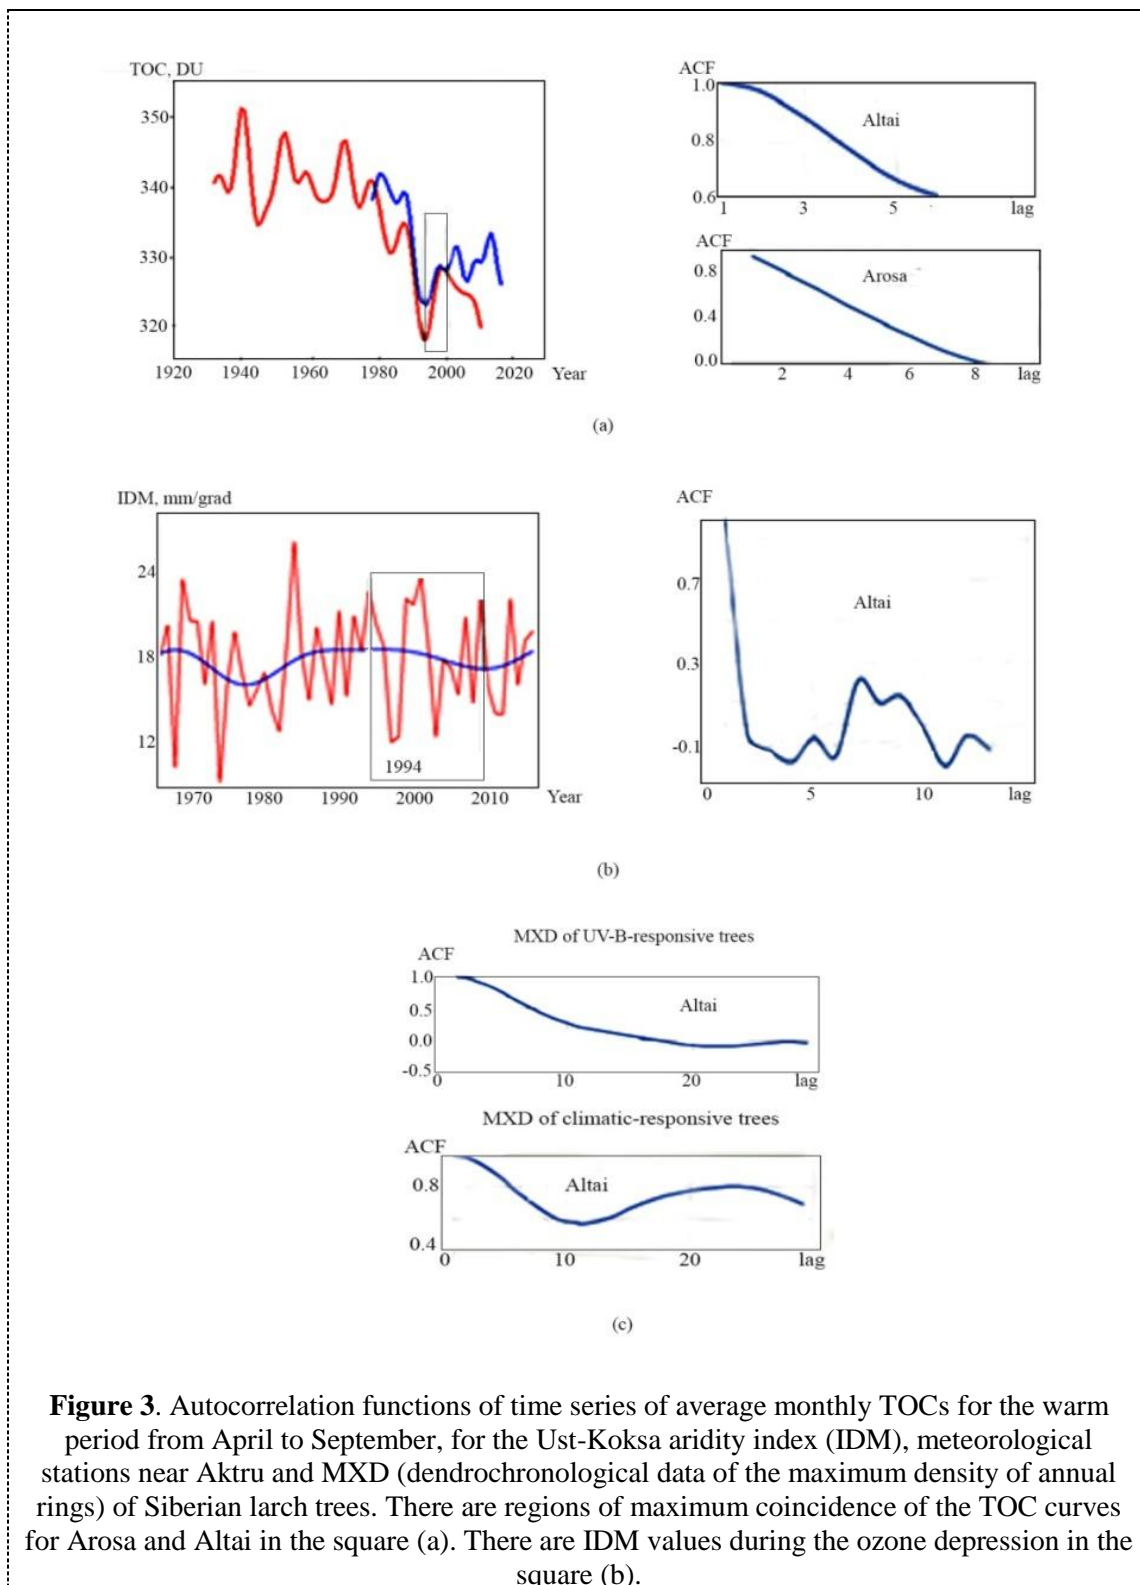 TOC, DU
350
340
330
320
1920 1940 1960 1980 2000 2020 Year
ACF
1.0
Altai
0.8
0.6
1 3 5 lag
ACF
0.8
Arosa
0.4
0.0
2 4 6 8 lag
(a)
IDM, mm/grad
24
18
12
1994
1970 1980 1990 2000 2010 Year
ACF
0.7
Altai
0.3
-0.1
0 5 10 lag
(b)
MXD of UV-B-responsive trees
ACF
1.0
Altai
0.5
0.0
-0.5
0 10 20 lag
MXD of climatic-responsive trees
ACF
0.8
Altai
0.4
0 10 20 lag
(c)
Figure 3. Autocorrelation functions of time series of average monthly TOCs for the warm
period from April to September, for the Ust-Koksa aridity index (IDM), meteorological
stations near Aktru and MXD (dendrochronological data of the maximum density of annual
rings) of Siberian larch trees. There are regions of maximum coincidence of the TOC curves
for Arosa and Altai in the square (a). There are IDM values during the ozone depression in the
square (b).